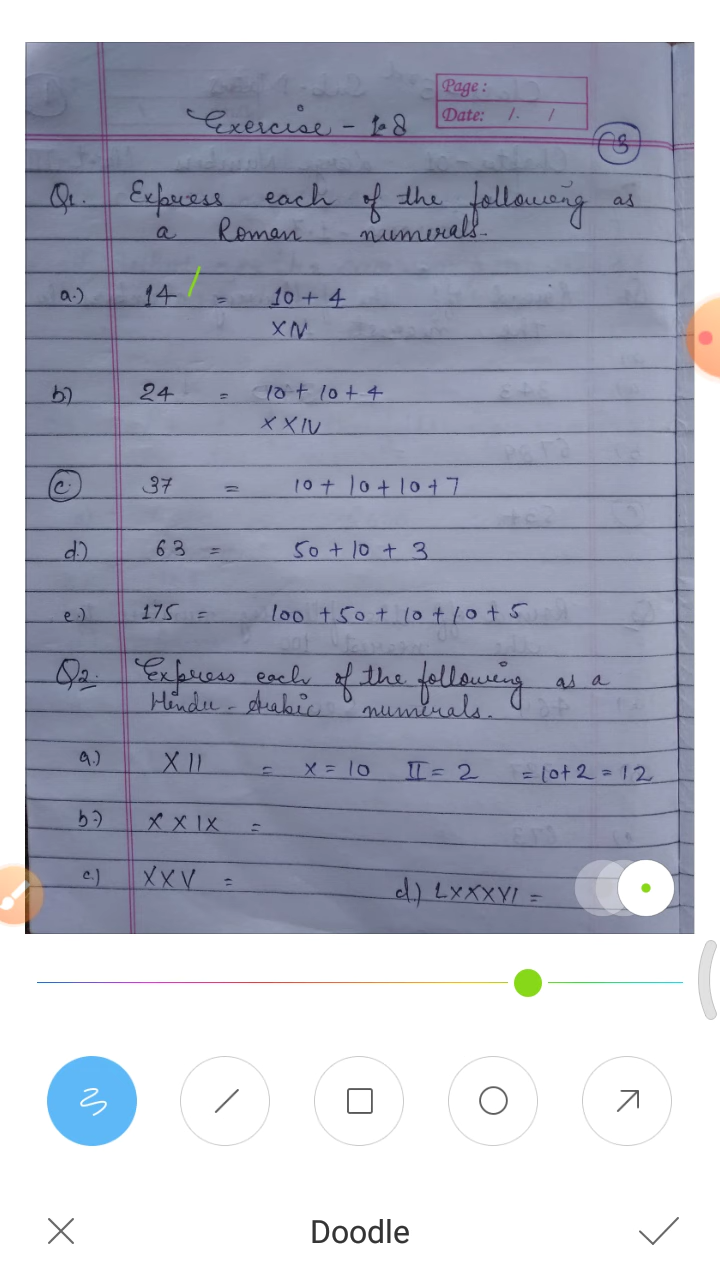 Page:
Date: / /
Exercise - 1.8
3
Q1. Express each of the following as
a Roman numerals.
a.) 14 = 10 + 4
XIV
b) 24 = 10 + 10 + 4
XXIV
c. 37 = 10 + 10 + 10 + 7
d.) 63 = 50 + 10 + 3
e.) 175 = 100 + 50 + 10 + 10 + 5
Q2. Express each of the following as a
Hindu - Arabic numerals.
a.) XII = X = 10 II = 2 = 10+2 = 12
b.) XXIX =
c.) XXV = d.) LXXXVI =
Doodle